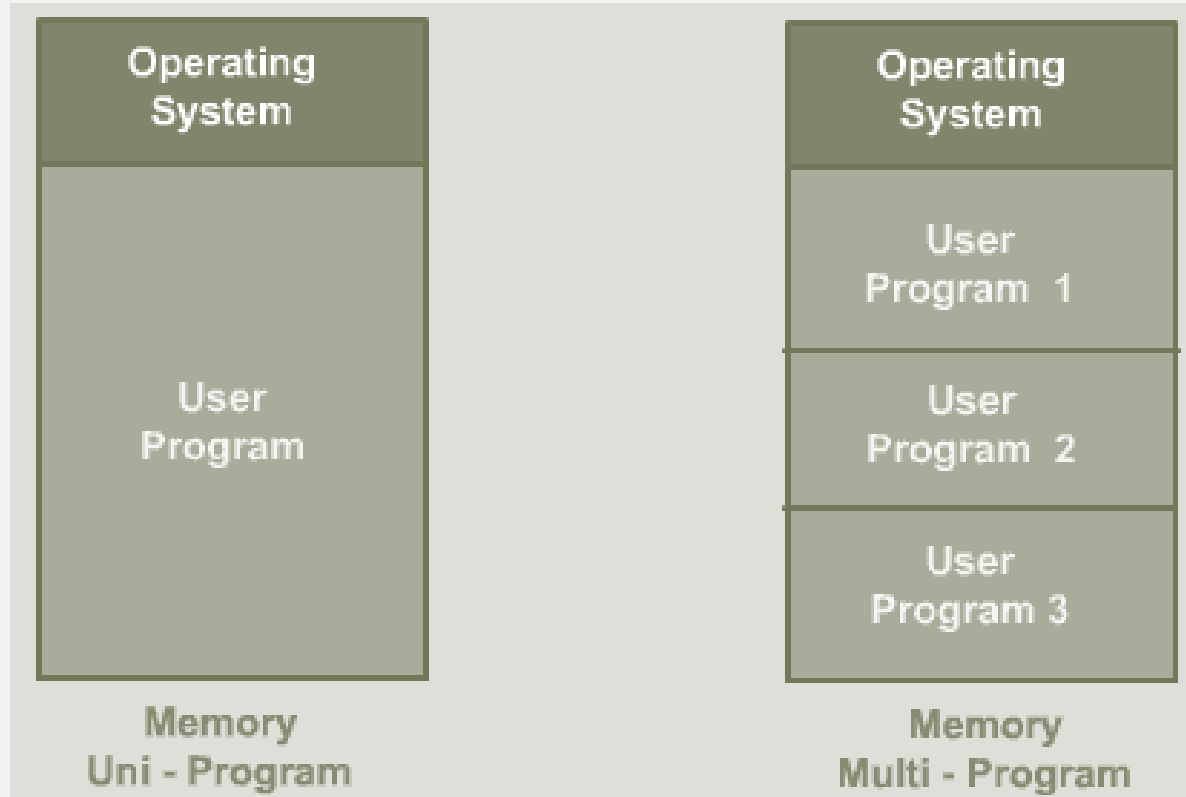 Operating
System
User
Program
Memory
Uni - Program
Operating
System
User
Program 1
User
Program 2
User
Program 3
Memory
Multi - Program